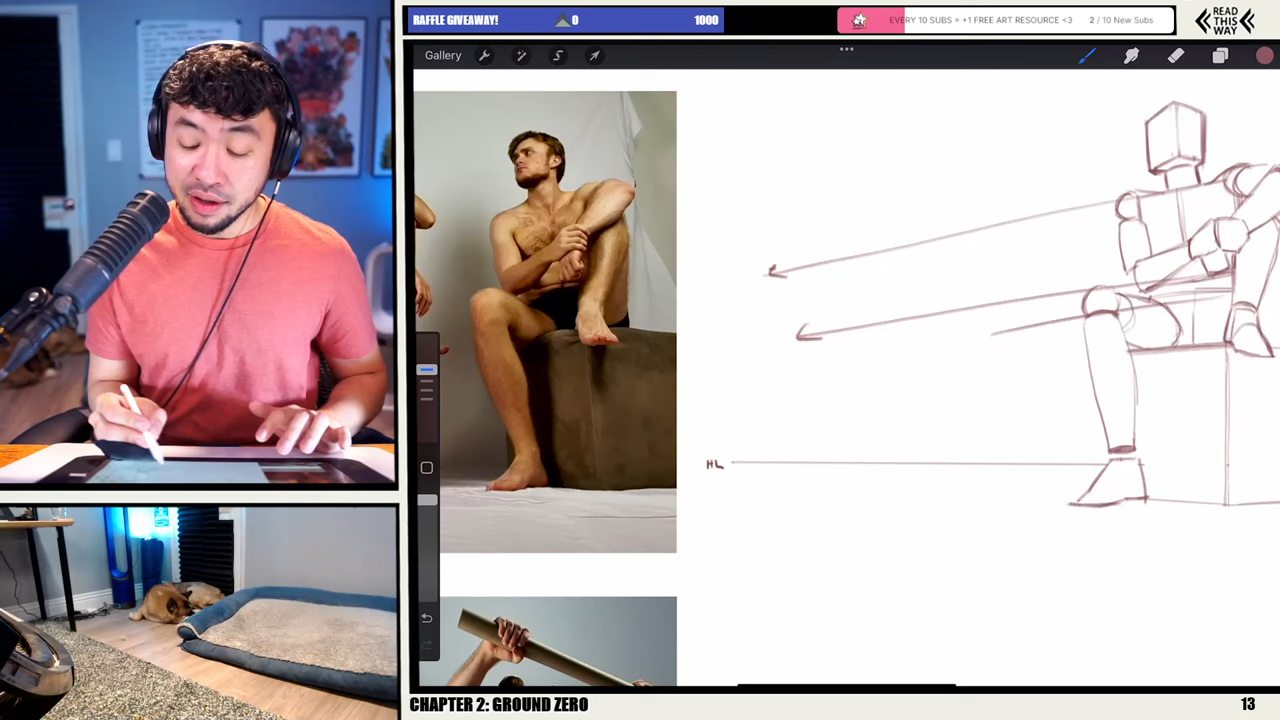 RAFFLE GIVEAWAY!
0
1000
EVERY 10 SUBS = +1 FREE ART RESOURCE <3
2 / 10 New Subs
READ
THIS
WAY
Gallery
HL
CHAPTER 2: GROUND ZERO
13